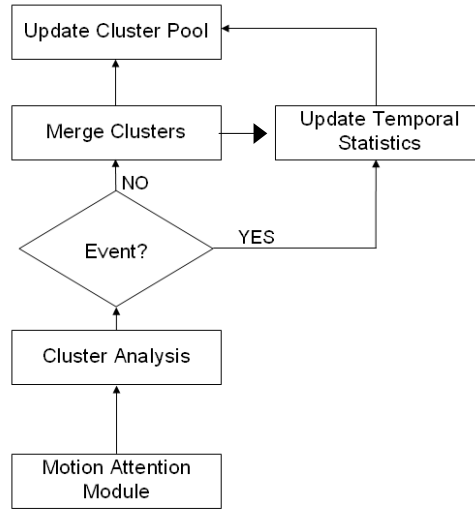 Update Cluster Pool
Merge Clusters
Update Temporal
Statistics
NO
Event?
YES
Cluster Analysis
Motion Attention
Module